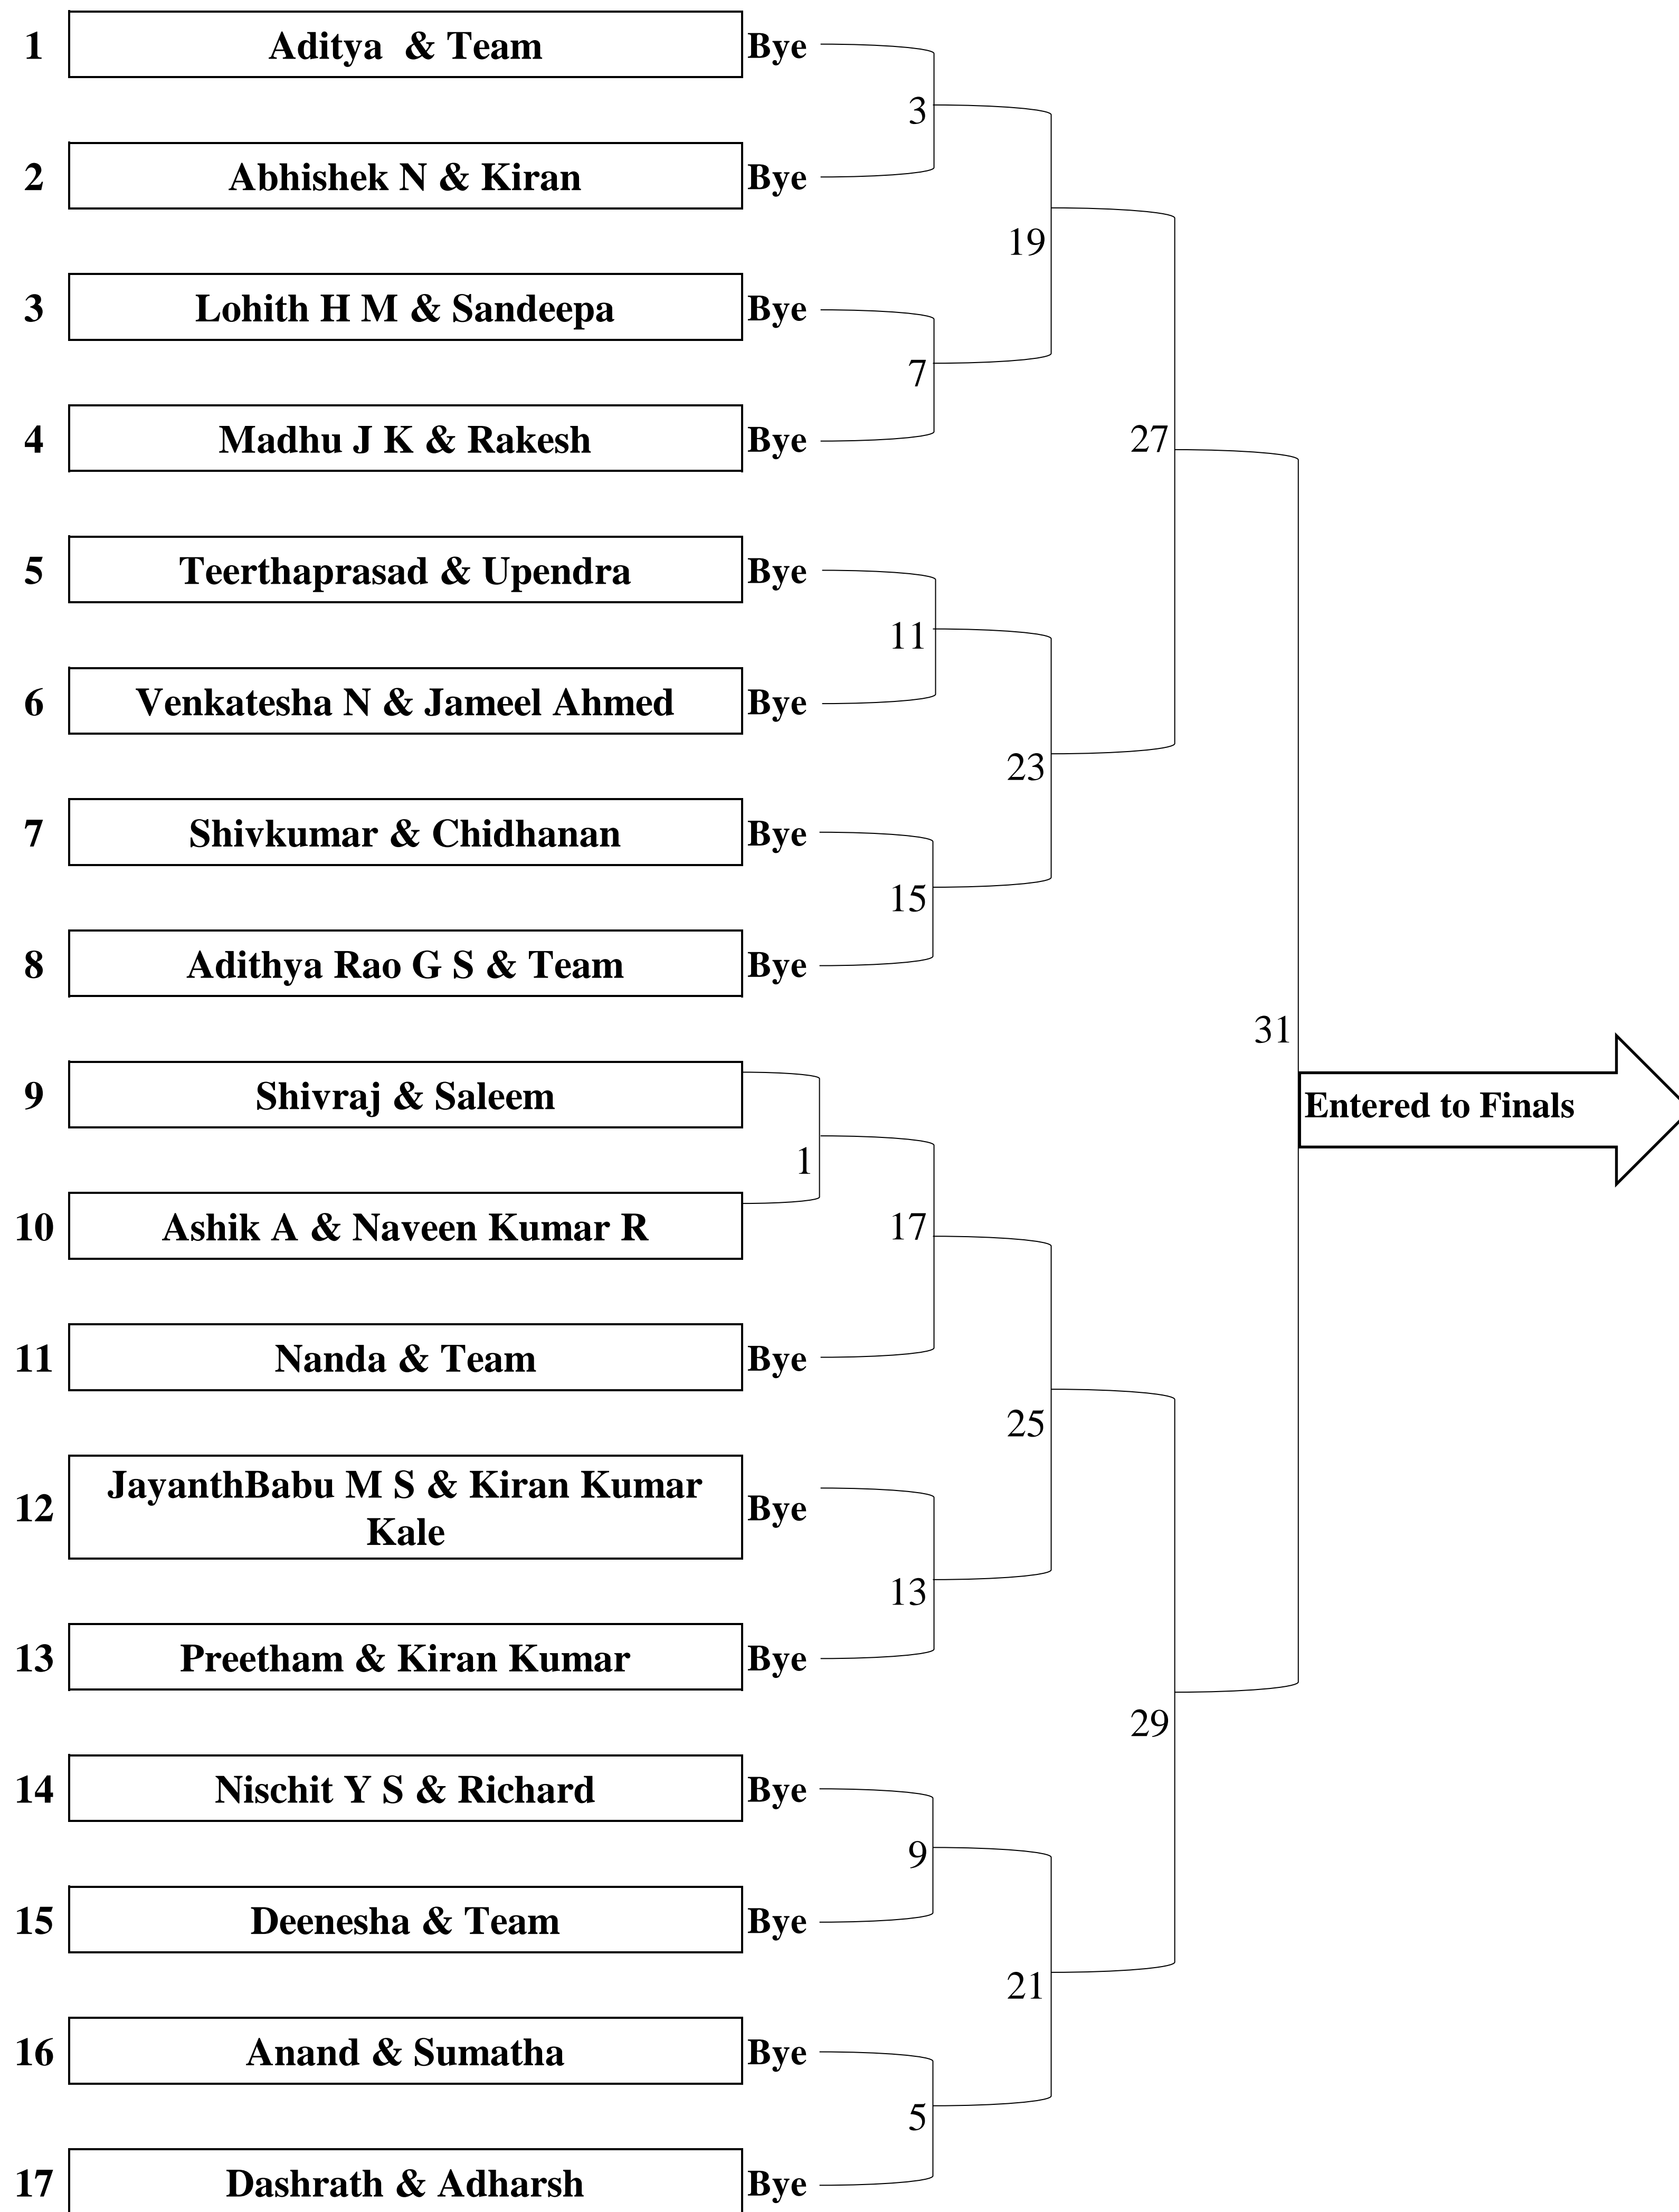 1 Aditya & Team Bye
3
2 Abhishek N & Kiran Bye
19
3 Lohith H M & Sandeepa Bye
7
4 Madhu J K & Rakesh Bye
27
5 Teerthaprasad & Upendra Bye
11
6 Venkatesha N & Jameel Ahmed Bye
23
7 Shivkumar & Chidhanan Bye
15
8 Adithya Rao G S & Team Bye
31
9 Shivraj & Saleem
Entered to Finals
1
10 Ashik A & Naveen Kumar R
17
11 Nanda & Team Bye
25
12 JayanthBabu M S & Kiran Kumar
Kale
Bye
13
13 Preetham & Kiran Kumar Bye
29
14 Nischit Y S & Richard Bye
9
15 Deenesha & Team Bye
21
16 Anand & Sumatha Bye
5
17 Dashrath & Adharsh Bye